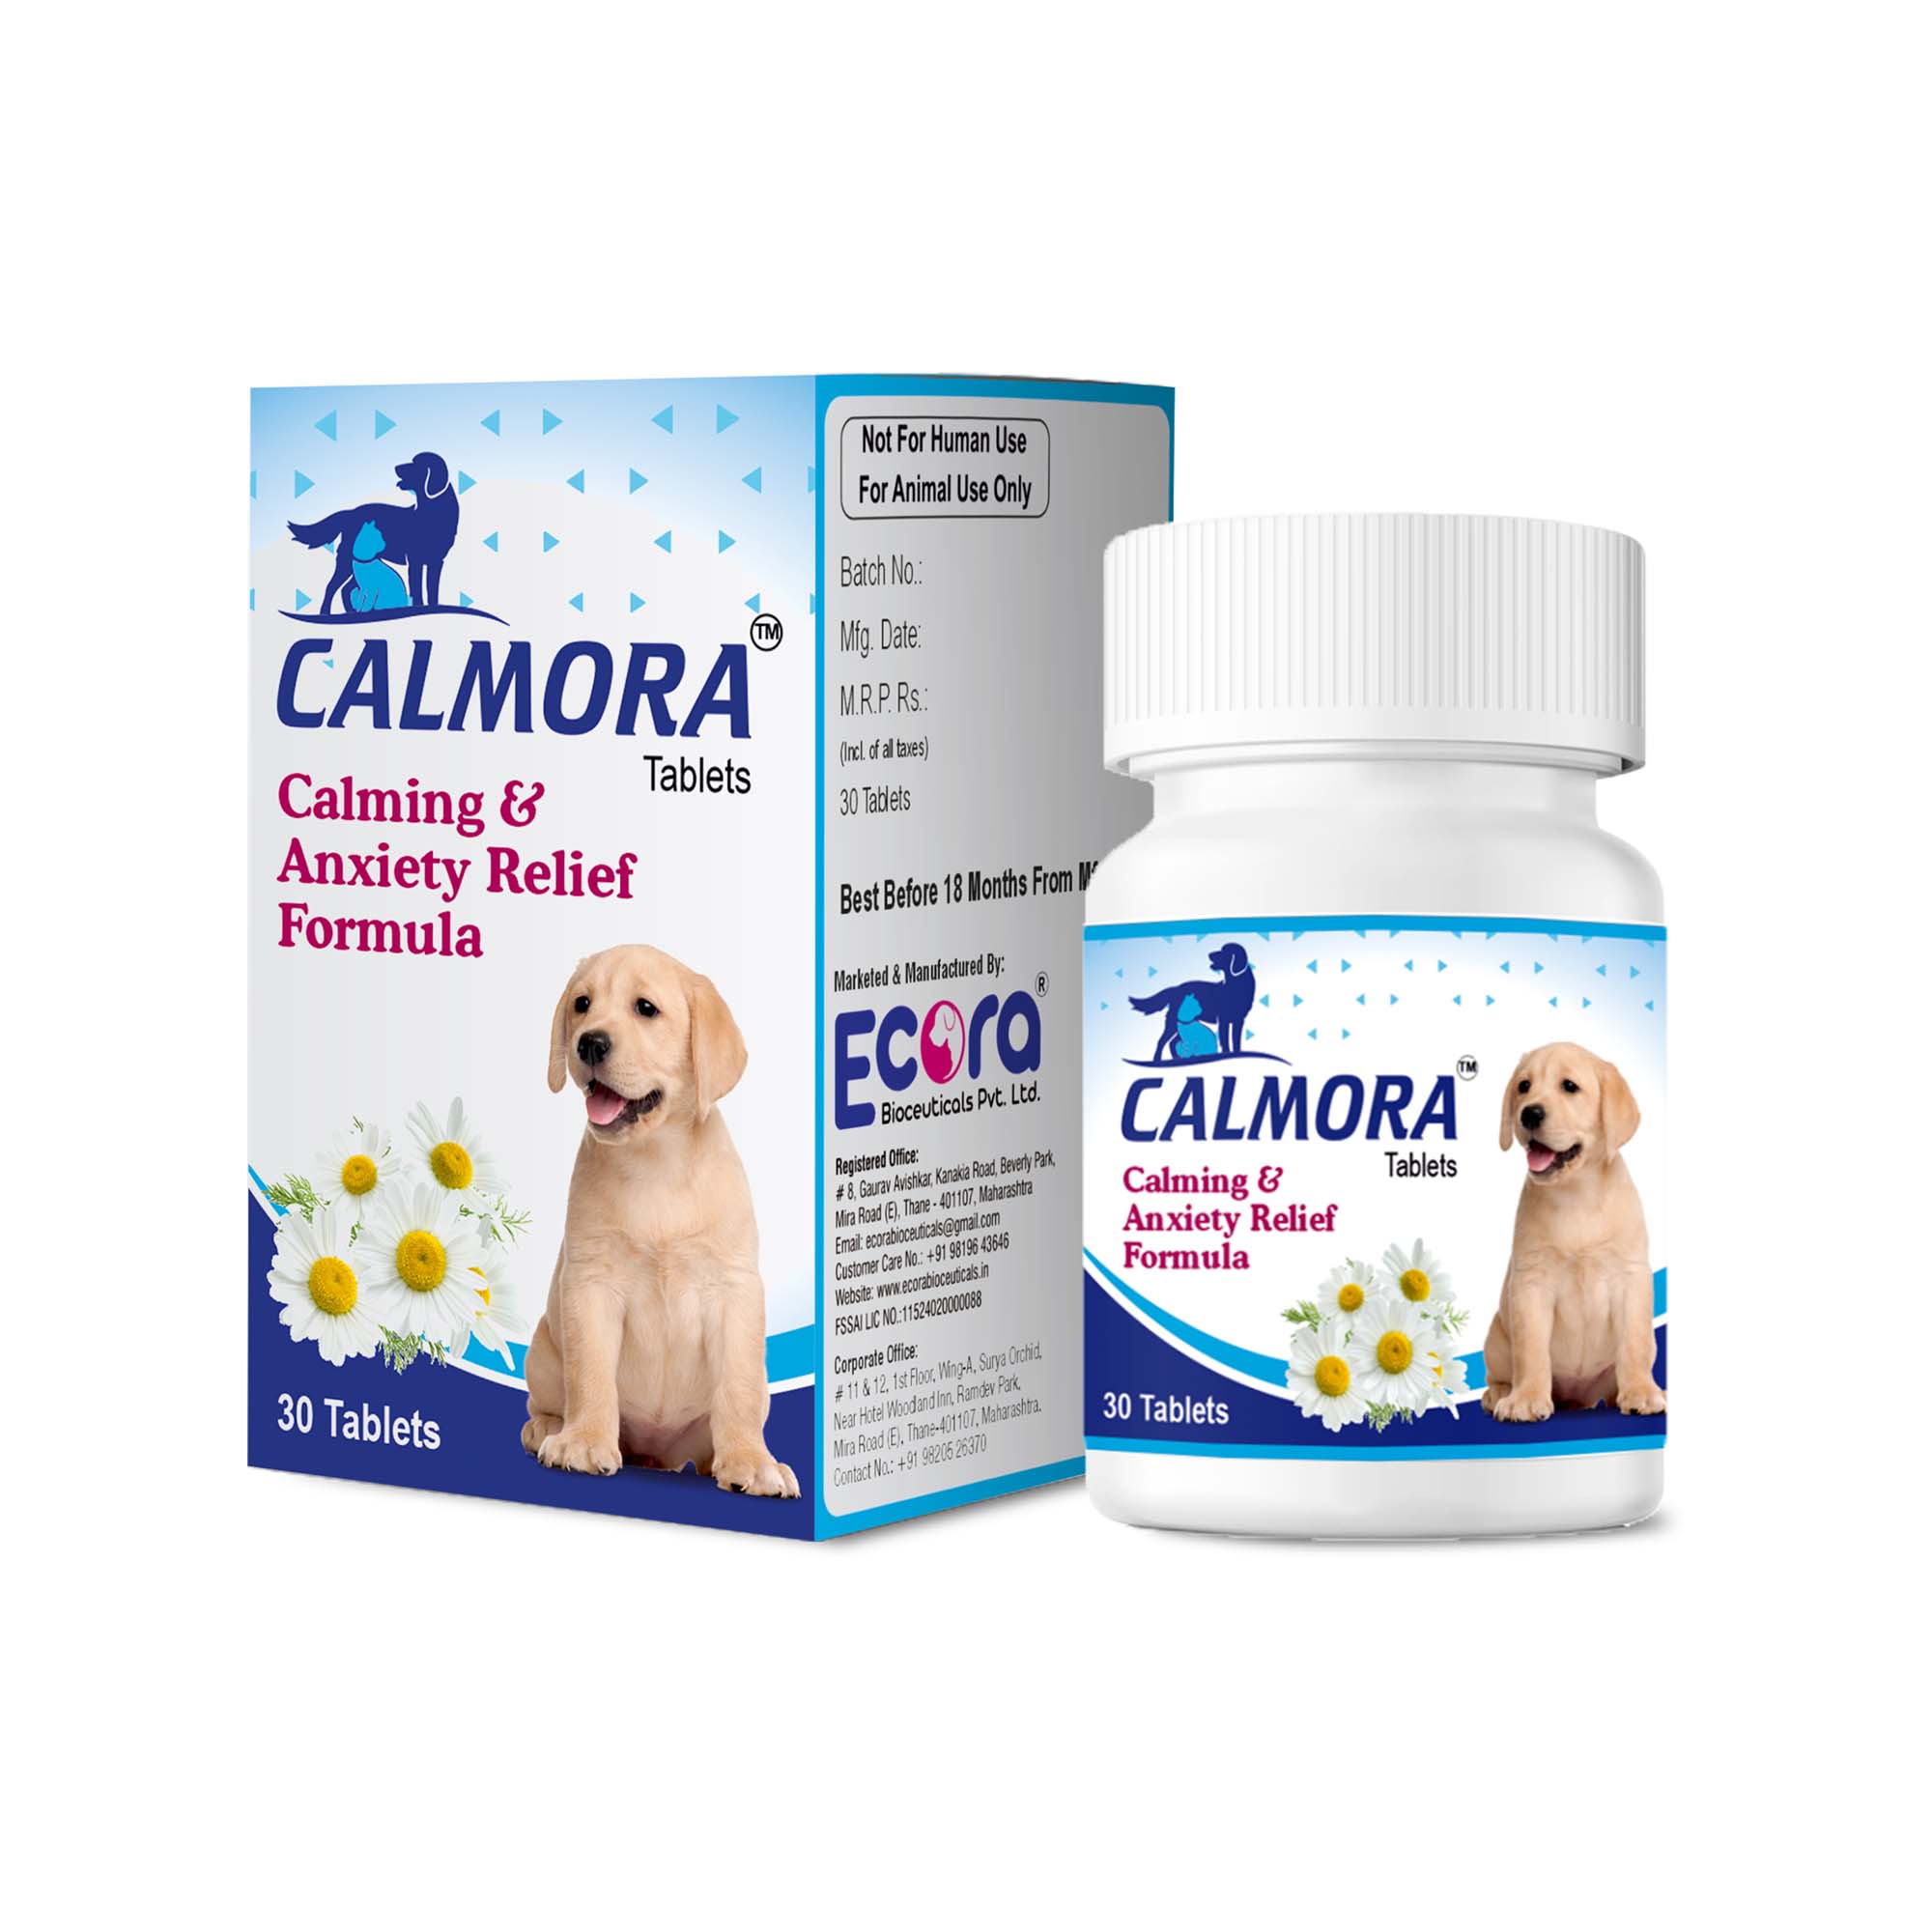 CALMORA TM
Tablets
Calming &
Anxiety Relief
Formula
30 Tablets
Not For Human Use
For Animal Use Only
Batch No.:
Mfg. Date:
M.R.P. Rs.:
(Incl. of all taxes)
30 Tablets
Best Before 18 Months From
Marketed & Manufactured By:
Ecora ®
Bioceuticals Pvt. Ltd.
Registered Office:
# 8, Gaurav Avishkar, Kanakia Road, Beverly Park,
Mira Road (E), Thane - 401107, Maharashtra
Email: ecorabioceuticals@gmail.com
Customer Care No.: +91 98196 43646
Website: www.ecorabioceuticals.in
FSSAI LIC NO.:11524020000088
Corporate Office:
# 11 & 12, 1st Floor, Wing-A, Surya Orchid,
Near Hotel Woodland Inn, Ramdev Park,
Mira Road (E), Thane-401107, Maharashtra.
Contact No.: +91 98205 26370
CALMORA TM
Tablets
Calming &
Anxiety Relief
Formula
30 Tablets